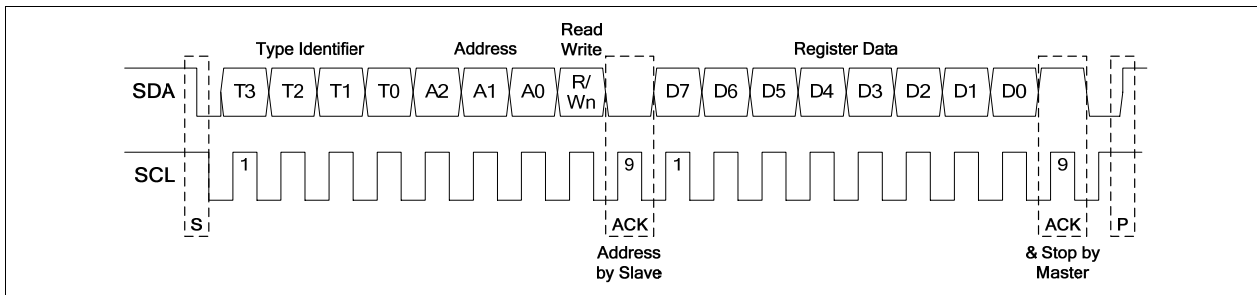 Type Identifier Address Read Write Register Data
SDA T3 T2 T1 T0 A2 A1 A0 R/Wn D7 D6 D5 D4 D3 D2 D1 D0
SCL 1 9 1 9
S ACK ACK P
Address by Slave & Stop by Master